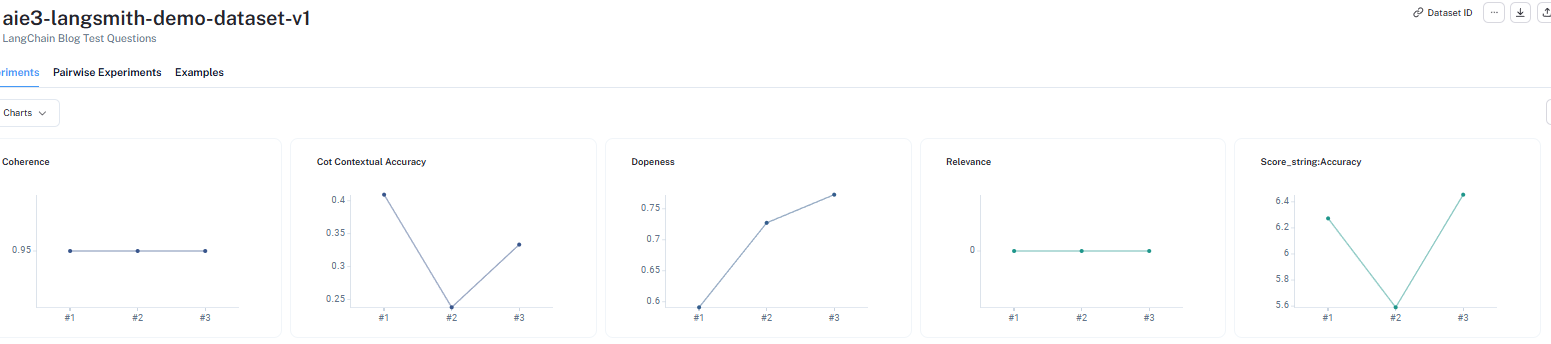 aie3-langsmith-demo-dataset-v1
Dataset ID
LangChain Blog Test Questions
riments
Pairwise Experiments
Examples
Charts
Coherence
0.95
#1
#2
#3
Cot Contextual Accuracy
0.4
0.35
0.3
0.25
#1
#2
#3
Dopeness
0.75
0.7
0.65
0.6
#1
#2
#3
Relevance
0
#1
#2
#3
Score_string:Accuracy
6.4
6.2
6
5.8
5.6
#1
#2
#3